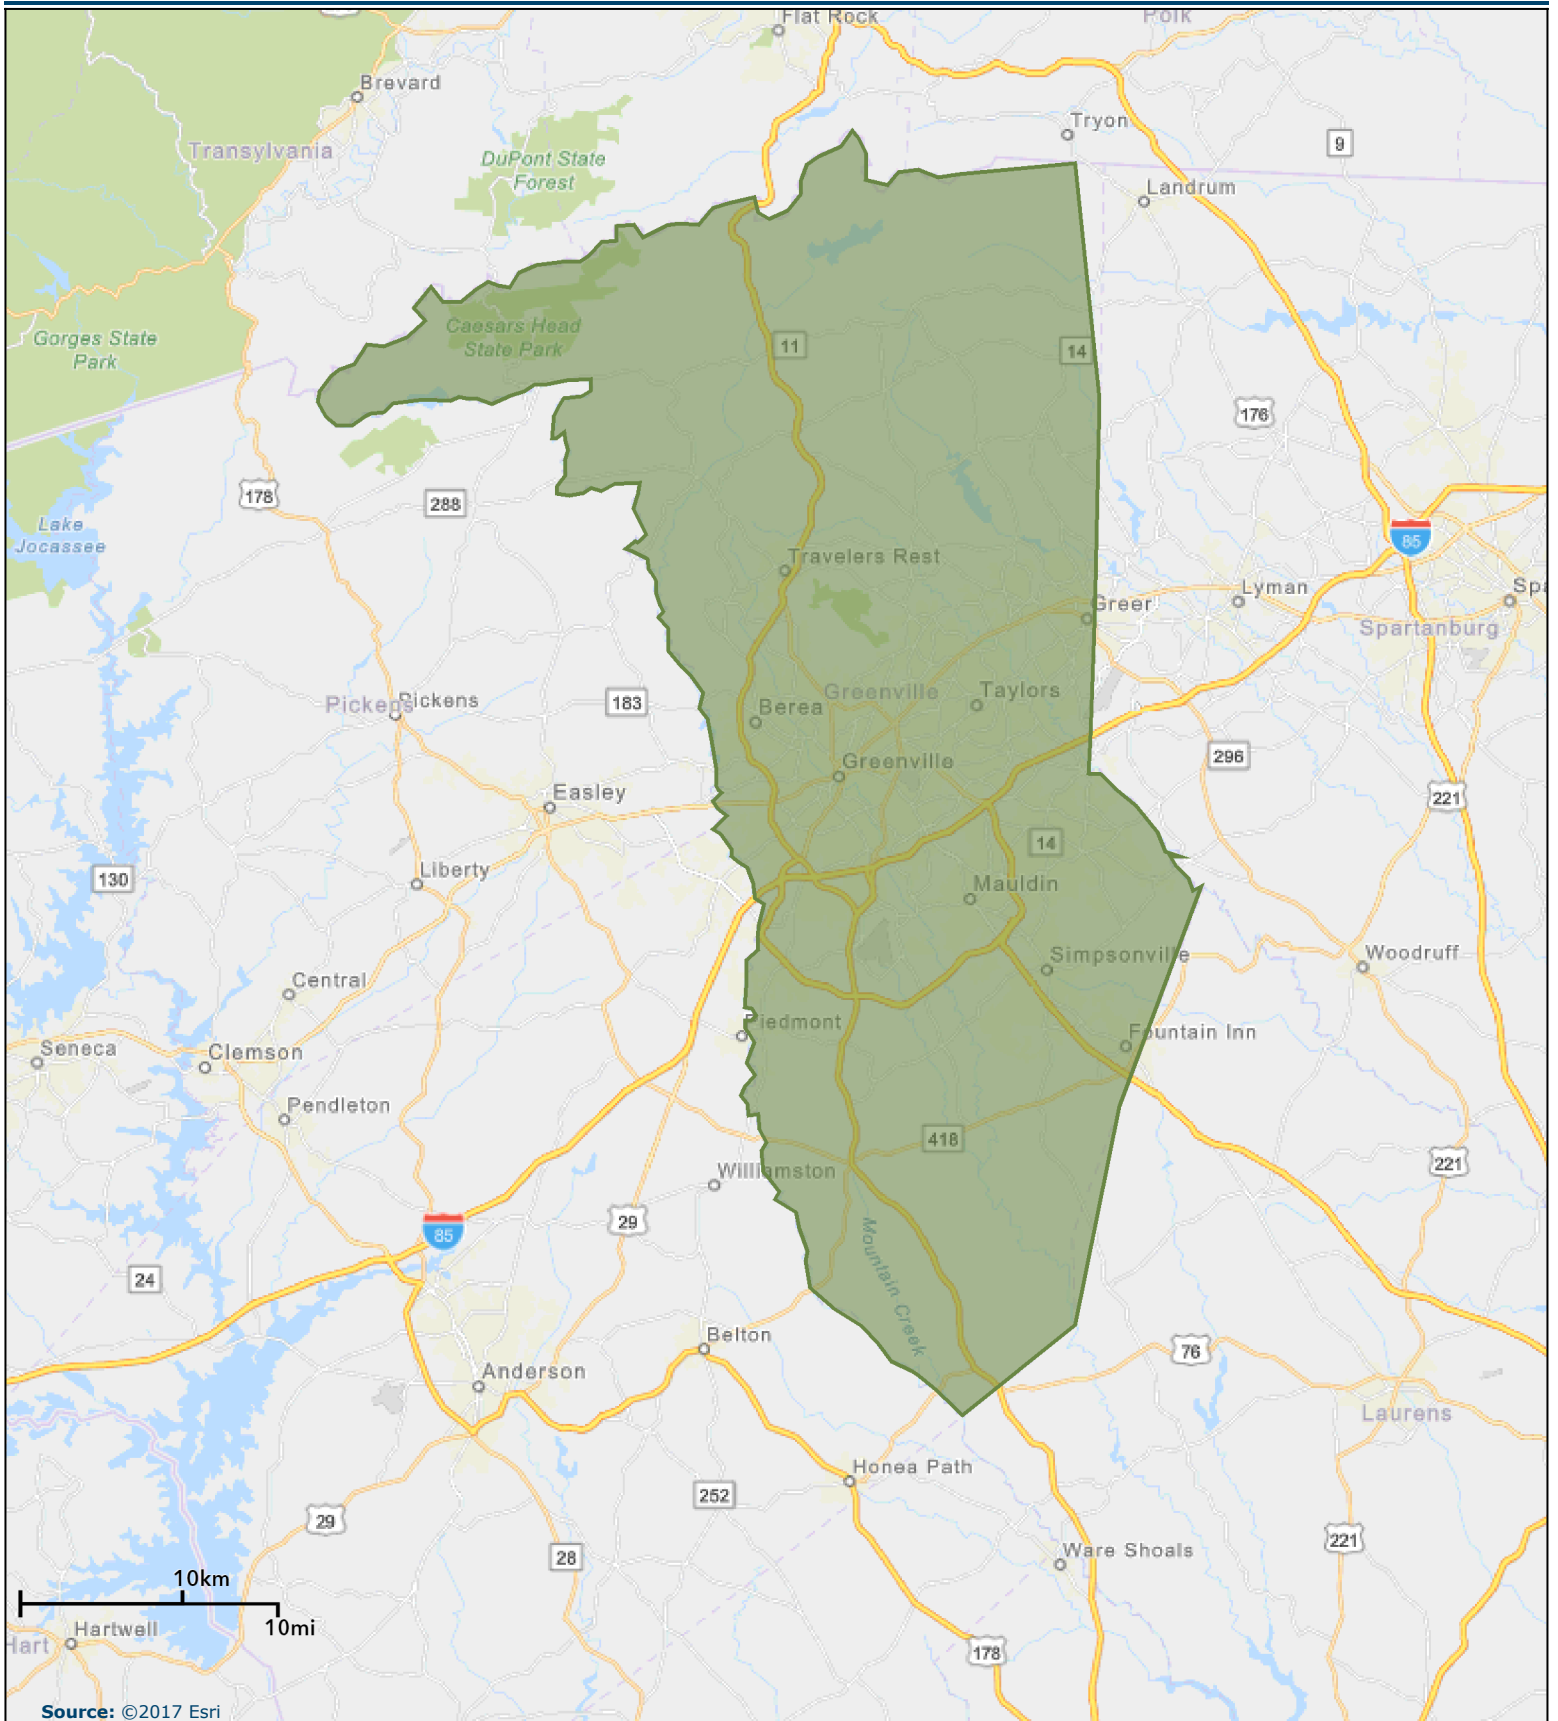 Flat Rock
Polk
Brevard
Tryon
9
Transylvania
DuPont State
Forest
Landrum
Caesars Head
State Park
Gorges State
Park
11
14
176
178
288
Lake
Jocassee
85
Travelers Rest
Lyman
Greer
Spartanburg
Pickens
Pickens
183
Greenville
Taylors
Berea
296
Greenville
Easley
221
14
130
Liberty
Mauldin
Simpsonville
Woodruff
Central
Piedmont
Fountain Inn
Seneca
Clemson
Pendleton
418
221
Williamston
29
85
Mountain Creek
24
Belton
76
Anderson
Laurens
Honea Path
252
29
221
28
Ware Shoals
10km
10mi
Hartwell
178
Source: ©2017 Esri